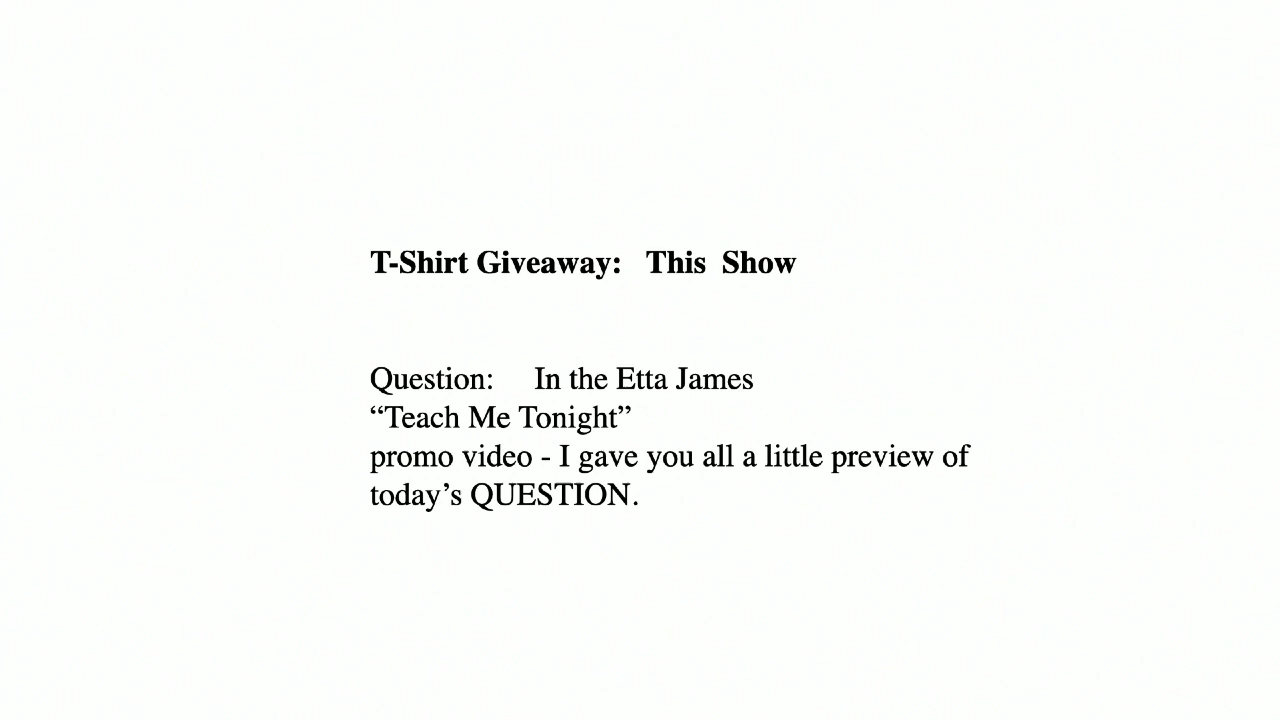 T-Shirt Giveaway:   This  Show
Question:     In the Etta James
“Teach Me Tonight”
promo video - I gave you all a little preview of
today’s QUESTION.